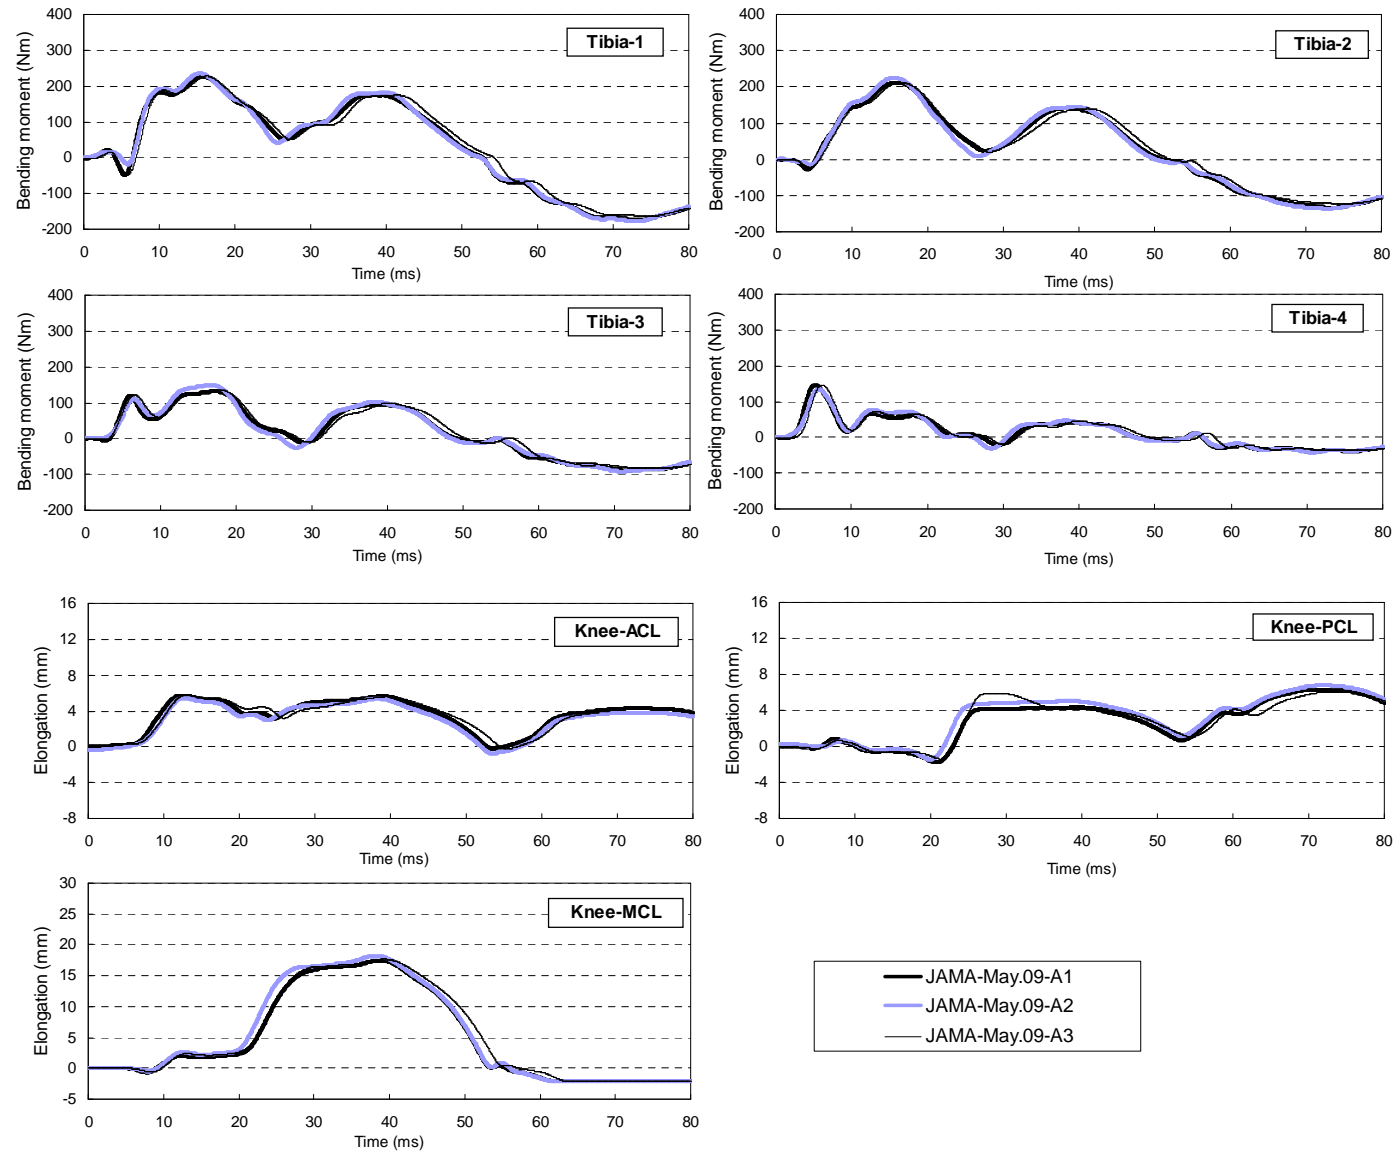 Tibia-1
Bending moment (Nm)
400
300
200
100
0
-100
-200
0 10 20 30 40 50 60 70 80
Time (ms)
Tibia-2
Bending moment (Nm)
400
300
200
100
0
-100
-200
0 10 20 30 40 50 60 70 80
Time (ms)
Tibia-3
Bending moment (Nm)
400
300
200
100
0
-100
-200
0 10 20 30 40 50 60 70 80
Time (ms)
Tibia-4
Bending moment (Nm)
400
300
200
100
0
-100
-200
0 10 20 30 40 50 60 70 80
Time (ms)
Knee-ACL
Elongation (mm)
16
12
8
4
0
-4
-8
0 10 20 30 40 50 60 70 80
Time (ms)
Knee-PCL
Elongation (mm)
16
12
8
4
0
-4
-8
0 10 20 30 40 50 60 70 80
Time (ms)
Knee-MCL
Elongation (mm)
30
25
20
15
10
5
0
-5
0 10 20 30 40 50 60 70 80
Time (ms)
JAMA-May.09-A1
JAMA-May.09-A2
JAMA-May.09-A3